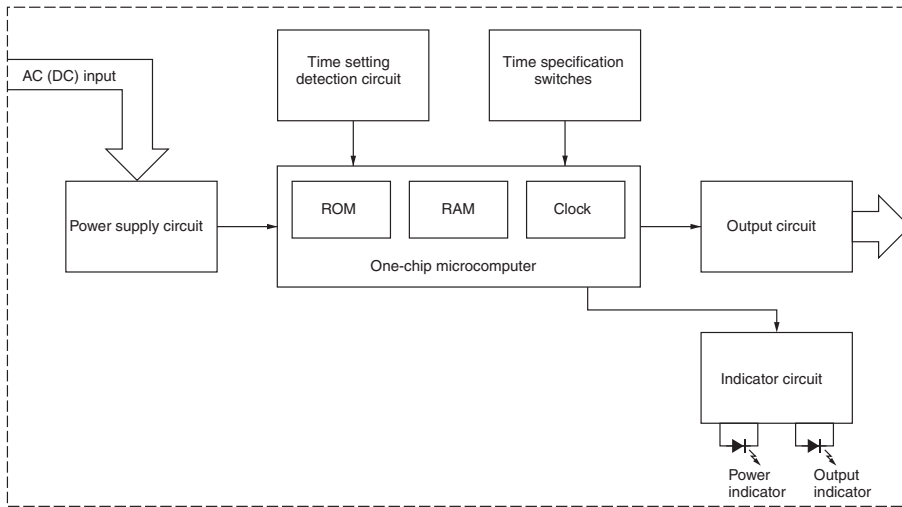 AC (DC) input
Time setting
detection circuit
Time specification
switches
Power supply circuit
ROM
RAM
Clock
One-chip microcomputer
Output circuit
Indicator circuit
Power
indicator
Output
indicator